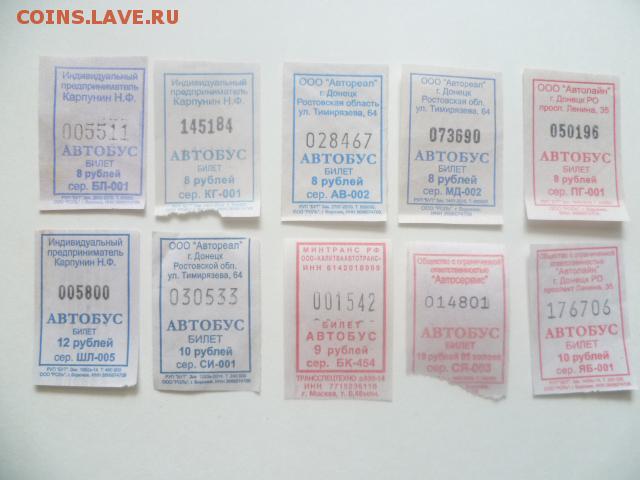 COINS.LAVE.RU
Индивидуальный
предприниматель
Карпунин Н.Ф.
005511
АВТОБУС
БИЛЕТ
8 рублей
сер. БЛ-001
Индивидуальный
предприниматель
Карпунин Н.Ф.
145184
АВТОБУС
БИЛЕТ
8 рублей
сер. КГ-001
ООО "Автореал"
г. Донецк
Ростовская область
ул. Тимирязева, 64
028467
АВТОБУС
БИЛЕТ
8 рублей
сер. АВ-002
ООО "Автореал"
г. Донецк
Ростовская обл.
ул. Тимирязева, 64
073690
АВТОБУС
БИЛЕТ
8 рублей
сер. МД-002
ООО "Автолайн"
г. Донецк РО
просп. Ленина, 35
050196
АВТОБУС
БИЛЕТ
8 рублей
сер. ПГ-001
Индивидуальный
предприниматель
Карпунин Н.Ф.
005800
АВТОБУС
БИЛЕТ
12 рублей
сер. ШЛ-005
ООО "Автореал"
г. Донецк
Ростовской обл.
ул. Тимирязева, 64
030533
АВТОБУС
БИЛЕТ
10 рублей
сер. СИ-001
МИНТРАНС РФ
ИНН 6142018009
001542
БИЛЕТ
АВТОБУС
9 рублей
сер. БК-454
г. Москва, т.
Общество с ограниченной
ответственностью
"Автосервис"
014801
АВТОБУС
БИЛЕТ
сер. СЯ-003
Общество с ограниченной
ответственностью
"Автолайн"
г. Донецк РО
проспект Ленина, 35
176706
АВТОБУС
БИЛЕТ
10 рублей
сер. ЯБ-001